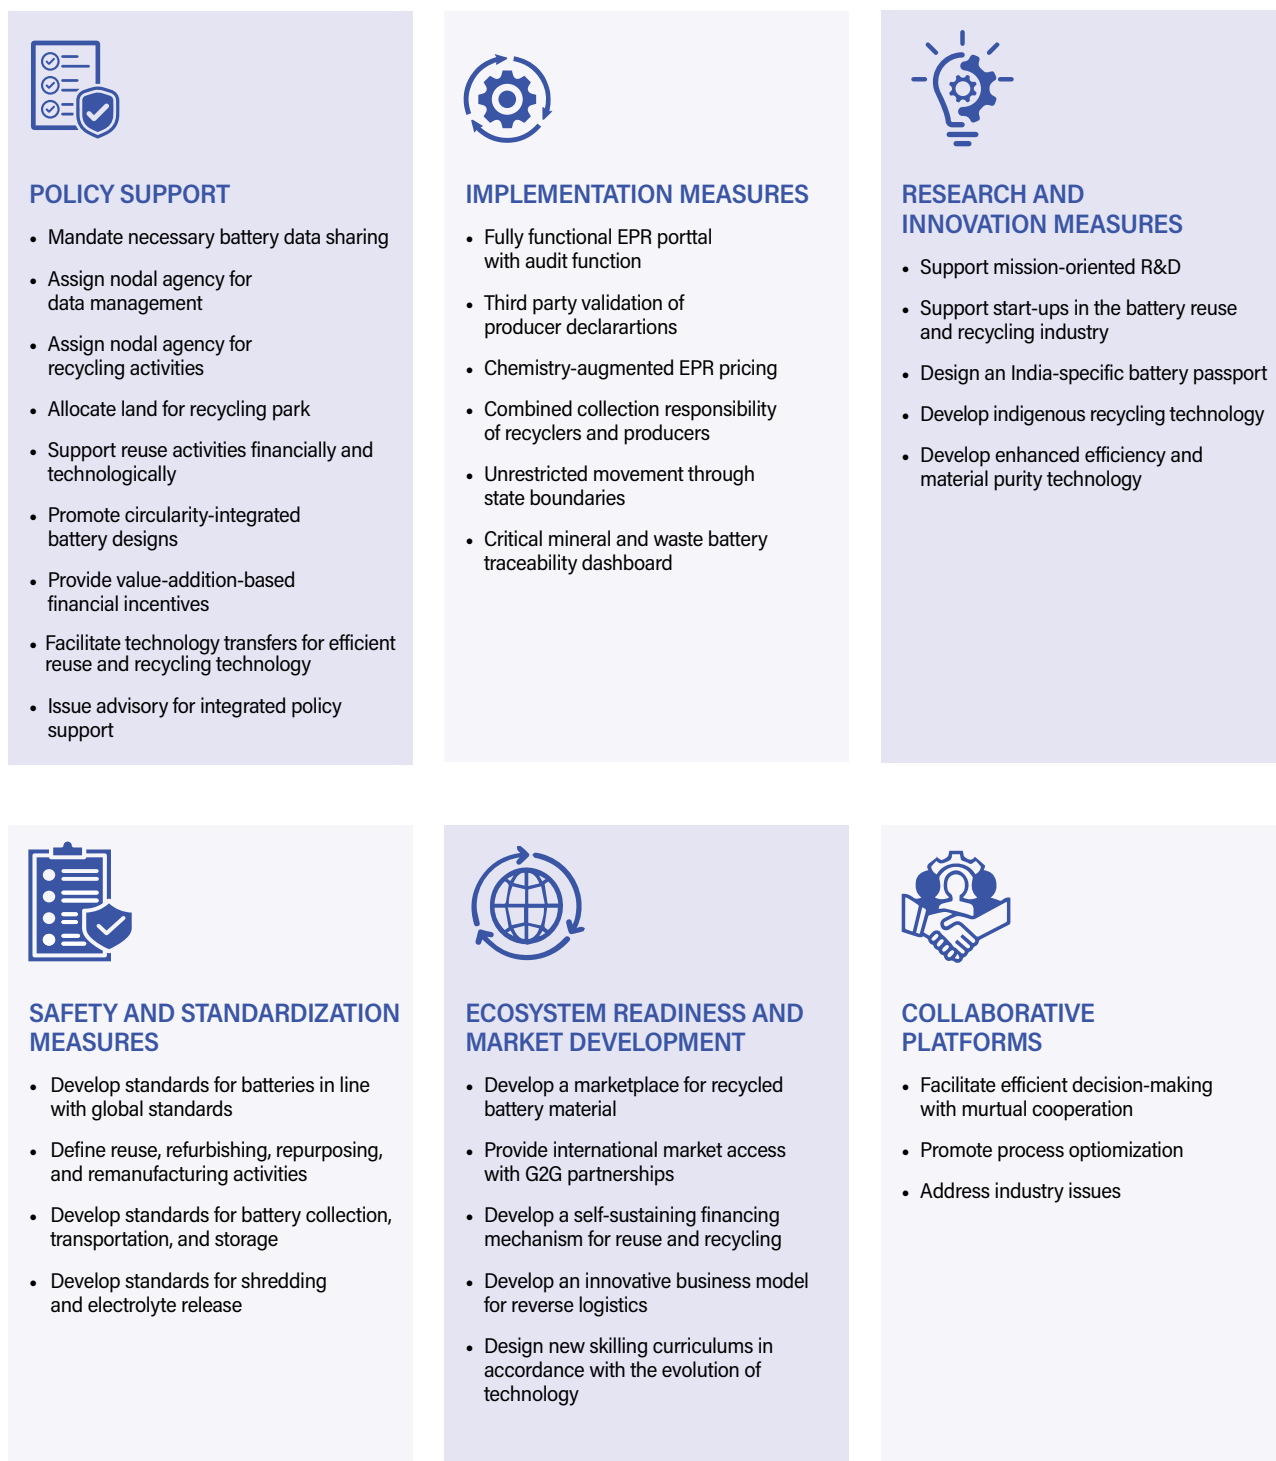 POLICY SUPPORT
• Mandate necessary battery data sharing
• Assign nodal agency for
data management
• Assign nodal agency for
recycling activities
• Allocate land for recycling park
• Support reuse activities financially and
technologically
• Promote circularity-integrated
battery designs
• Provide value-addition-based
financial incentives
• Facilitate technology transfers for efficient
reuse and recycling technology
• Issue advisory for integrated policy
support
IMPLEMENTATION MEASURES
• Fully functional EPR porttal
with audit function
• Third party validation of
producer declarartions
• Chemistry-augmented EPR pricing
• Combined collection responsibility
of recyclers and producers
• Unrestricted movement through
state boundaries
• Critical mineral and waste battery
traceability dashboard
RESEARCH AND
INNOVATION MEASURES
• Support mission-oriented R&D
• Support start-ups in the battery reuse
and recycling industry
• Design an India-specific battery passport
• Develop indigenous recycling technology
• Develop enhanced efficiency and
material purity technology
SAFETY AND STANDARDIZATION
MEASURES
• Develop standards for batteries in line
with global standards
• Define reuse, refurbishing, repurposing,
and remanufacturing activities
• Develop standards for battery collection,
transportation, and storage
• Develop standards for shredding
and electrolyte release
ECOSYSTEM READINESS AND
MARKET DEVELOPMENT
• Develop a marketplace for recycled
battery material
• Provide international market access
with G2G partnerships
• Develop a self-sustaining financing
mechanism for reuse and recycling
• Develop an innovative business model
for reverse logistics
• Design new skilling curriculums in
accordance with the evolution of
technology
COLLABORATIVE
PLATFORMS
• Facilitate efficient decision-making
with murtual cooperation
• Promote process optiomization
• Address industry issues